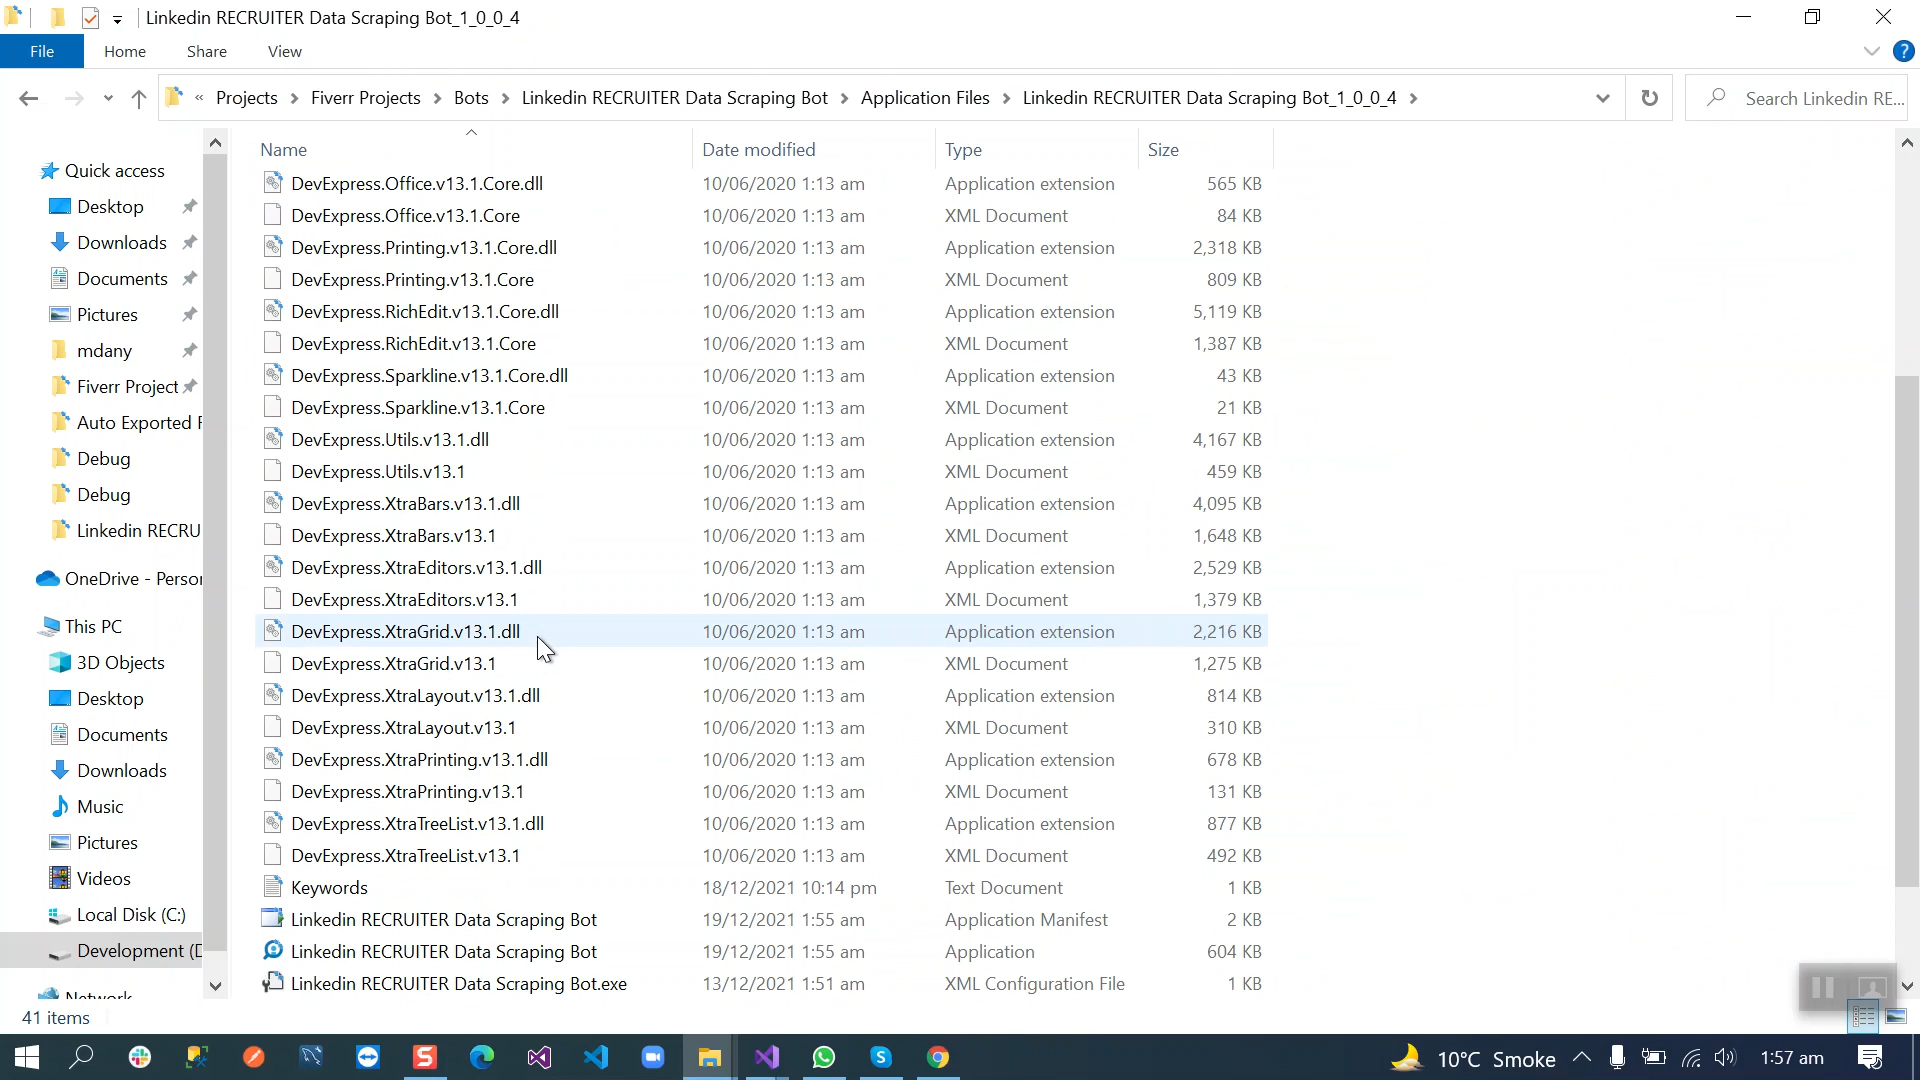 Linkedin RECRUITER Data Scraping Bot_1_0_0_4
File Home Share View
« Projects Fiverr Projects Bots Linkedin RECRUITER Data Scraping Bot Application Files Linkedin RECRUITER Data Scraping Bot_1_0_0_4
Search Linkedin RE...
Quick access
Desktop
Downloads
Documents
Pictures
mdany
Fiverr Project
Auto Exported F
Debug
Debug
Linkedin RECRU
OneDrive - Person
This PC
3D Objects
Desktop
Documents
Downloads
Music
Pictures
Videos
Local Disk (C:)
Development (D
Network
Name Date modified Type Size
DevExpress.Office.v13.1.Core.dll 10/06/2020 1:13 am Application extension 565 KB
DevExpress.Office.v13.1.Core 10/06/2020 1:13 am XML Document 84 KB
DevExpress.Printing.v13.1.Core.dll 10/06/2020 1:13 am Application extension 2,318 KB
DevExpress.Printing.v13.1.Core 10/06/2020 1:13 am XML Document 809 KB
DevExpress.RichEdit.v13.1.Core.dll 10/06/2020 1:13 am Application extension 5,119 KB
DevExpress.RichEdit.v13.1.Core 10/06/2020 1:13 am XML Document 1,387 KB
DevExpress.Sparkline.v13.1.Core.dll 10/06/2020 1:13 am Application extension 43 KB
DevExpress.Sparkline.v13.1.Core 10/06/2020 1:13 am XML Document 21 KB
DevExpress.Utils.v13.1.dll 10/06/2020 1:13 am Application extension 4,167 KB
DevExpress.Utils.v13.1 10/06/2020 1:13 am XML Document 459 KB
DevExpress.XtraBars.v13.1.dll 10/06/2020 1:13 am Application extension 4,095 KB
DevExpress.XtraBars.v13.1 10/06/2020 1:13 am XML Document 1,648 KB
DevExpress.XtraEditors.v13.1.dll 10/06/2020 1:13 am Application extension 2,529 KB
DevExpress.XtraEditors.v13.1 10/06/2020 1:13 am XML Document 1,379 KB
DevExpress.XtraGrid.v13.1.dll 10/06/2020 1:13 am Application extension 2,216 KB
DevExpress.XtraGrid.v13.1 10/06/2020 1:13 am XML Document 1,275 KB
DevExpress.XtraLayout.v13.1.dll 10/06/2020 1:13 am Application extension 814 KB
DevExpress.XtraLayout.v13.1 10/06/2020 1:13 am XML Document 310 KB
DevExpress.XtraPrinting.v13.1.dll 10/06/2020 1:13 am Application extension 678 KB
DevExpress.XtraPrinting.v13.1 10/06/2020 1:13 am XML Document 131 KB
DevExpress.XtraTreeList.v13.1.dll 10/06/2020 1:13 am Application extension 877 KB
DevExpress.XtraTreeList.v13.1 10/06/2020 1:13 am XML Document 492 KB
Keywords 18/12/2021 10:14 pm Text Document 1 KB
Linkedin RECRUITER Data Scraping Bot 19/12/2021 1:55 am Application Manifest 2 KB
Linkedin RECRUITER Data Scraping Bot 19/12/2021 1:55 am Application 604 KB
Linkedin RECRUITER Data Scraping Bot.exe 13/12/2021 1:51 am XML Configuration File 1 KB
41 items
10°C Smoke 1:57 am